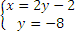 x = 2y − 2
y = −8